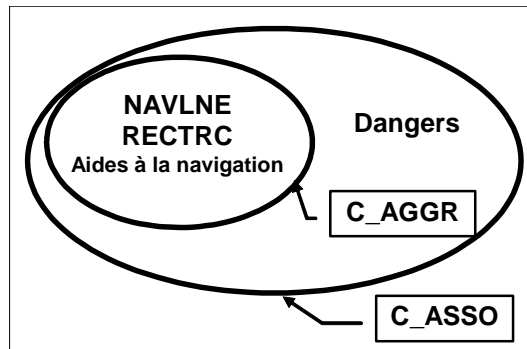 NAVLNE
RECTRC
Aides à la navigation
Dangers
C_AGGR
C_ASSO